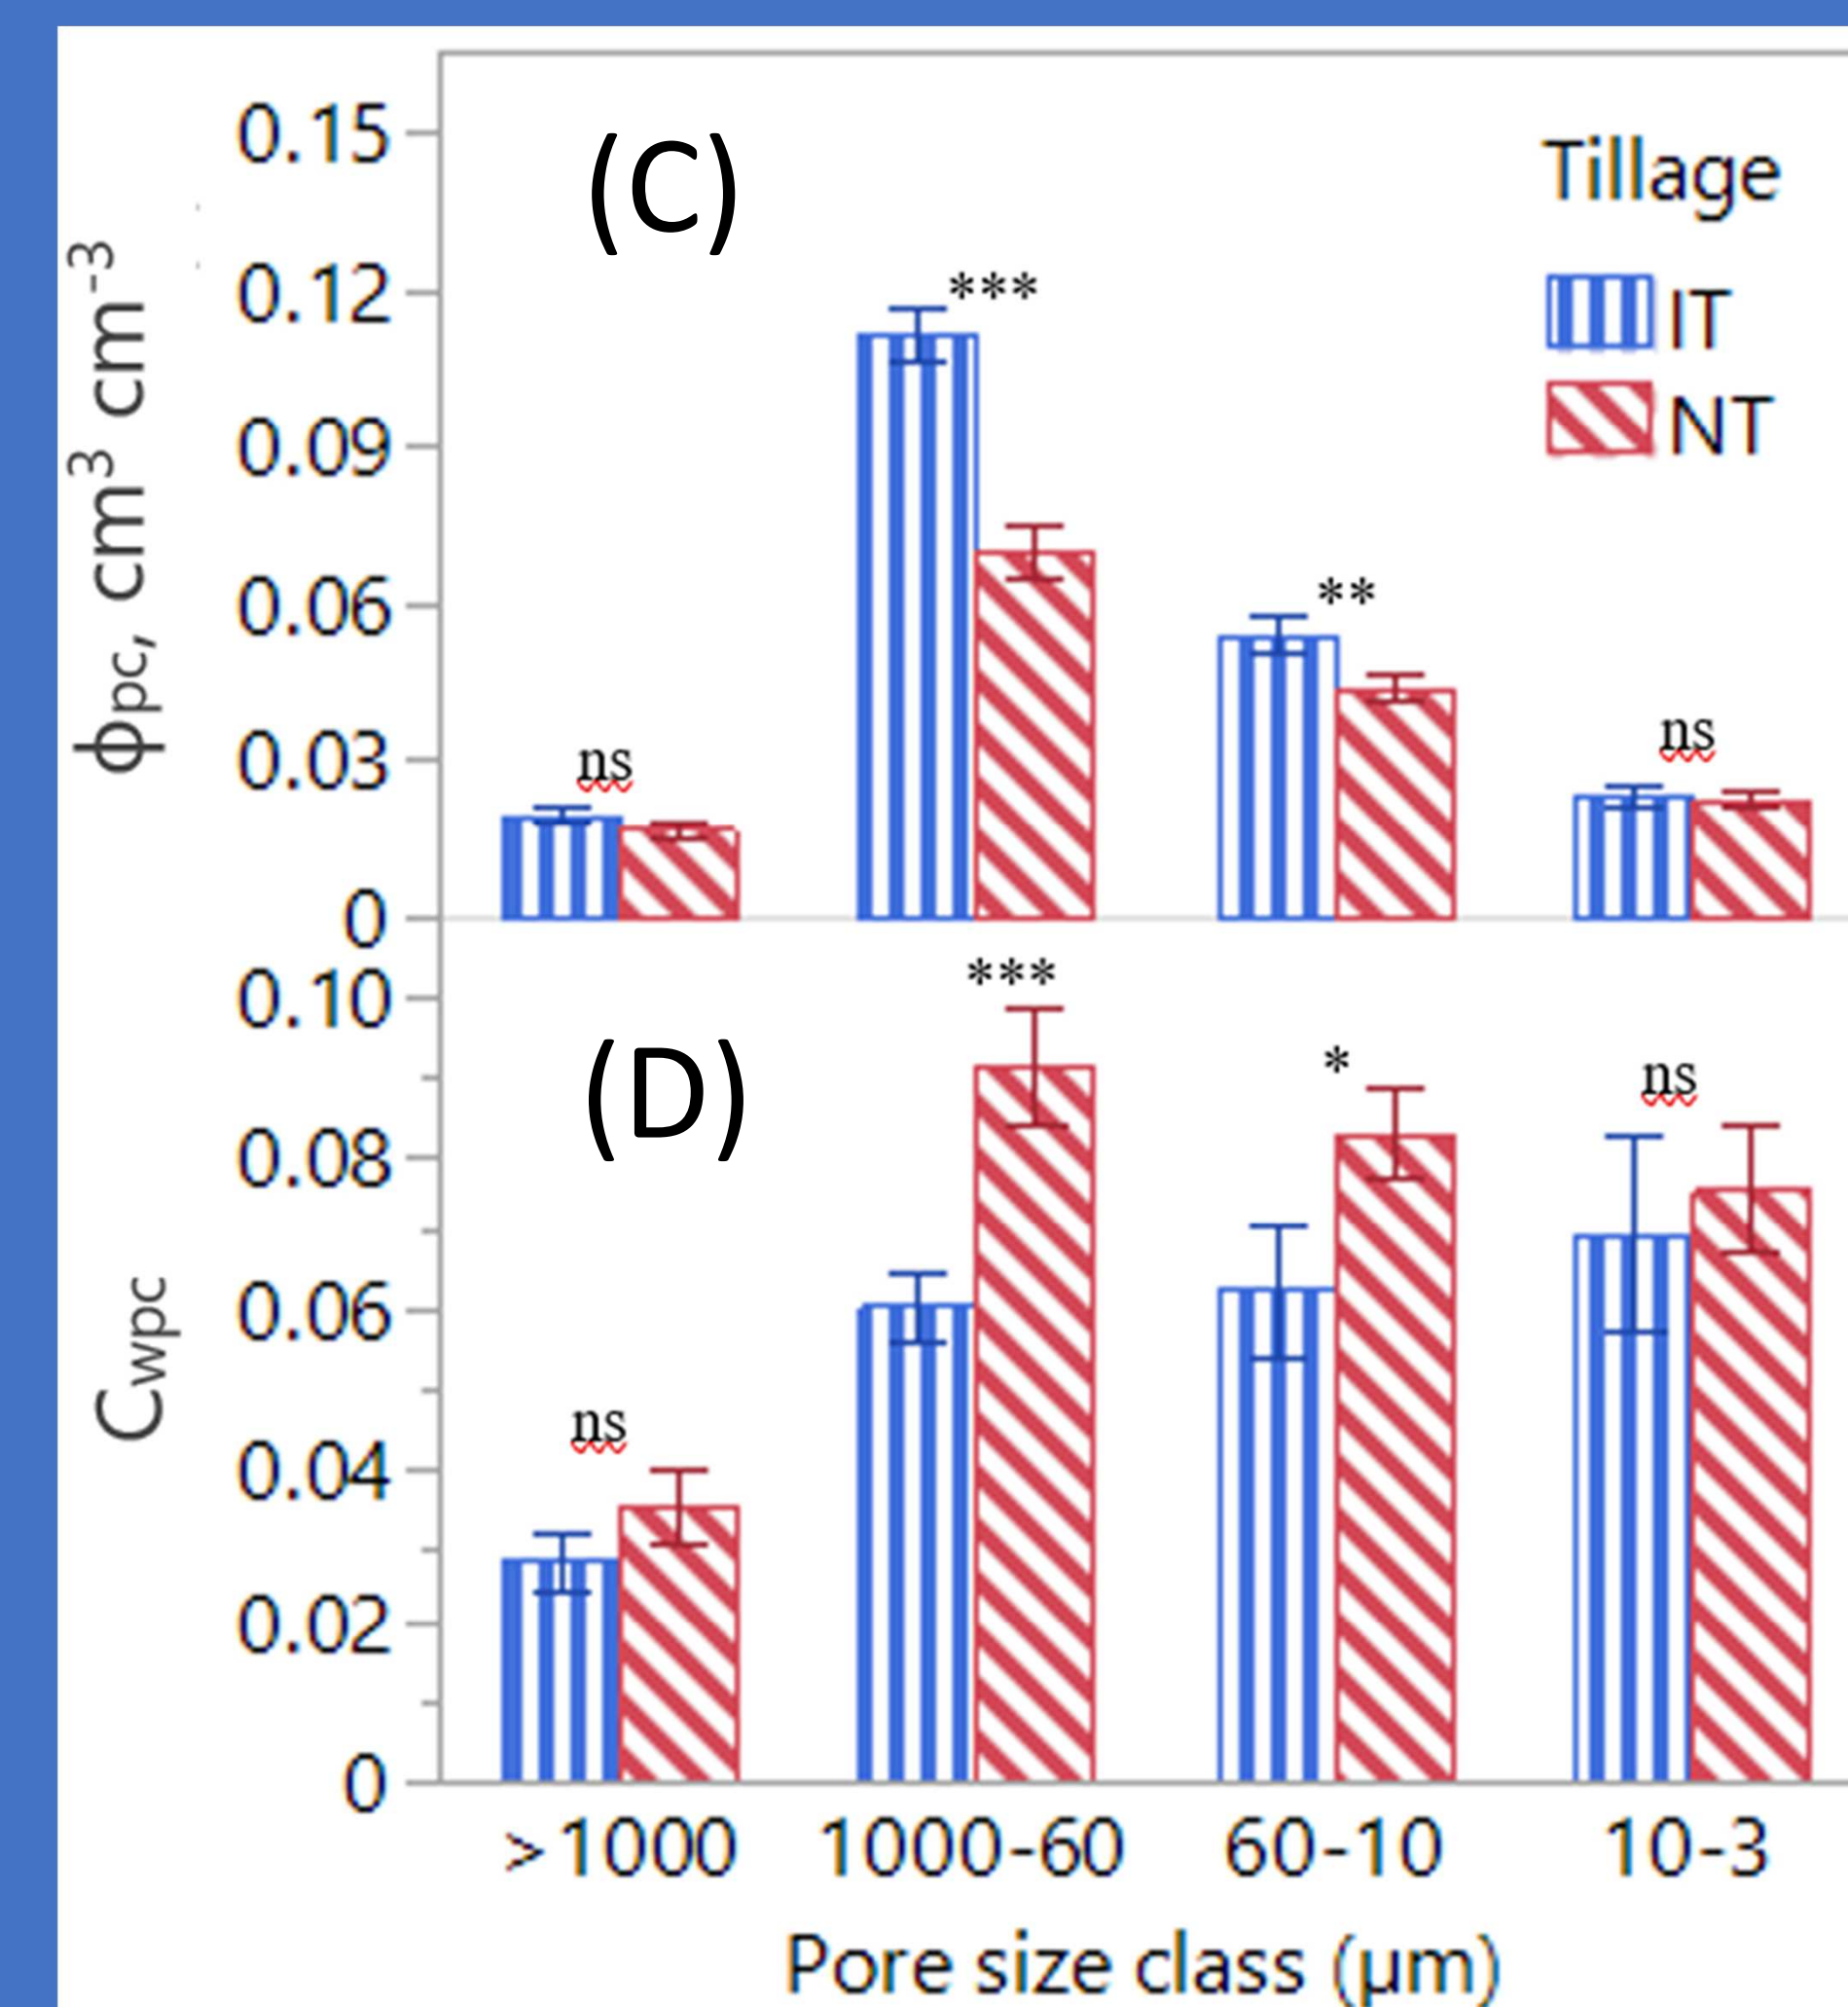 (C)
Tillage
IT
NT
0.15
0.12
0.09
0.06
0.03
0
ϕpc, cm³ cm⁻³
ns
***
**
ns
(D)
0.10
0.08
0.06
0.04
0.02
0
Cwpc
ns
***
*
ns
>1000
1000-60
60-10
10-3
Pore size class (µm)